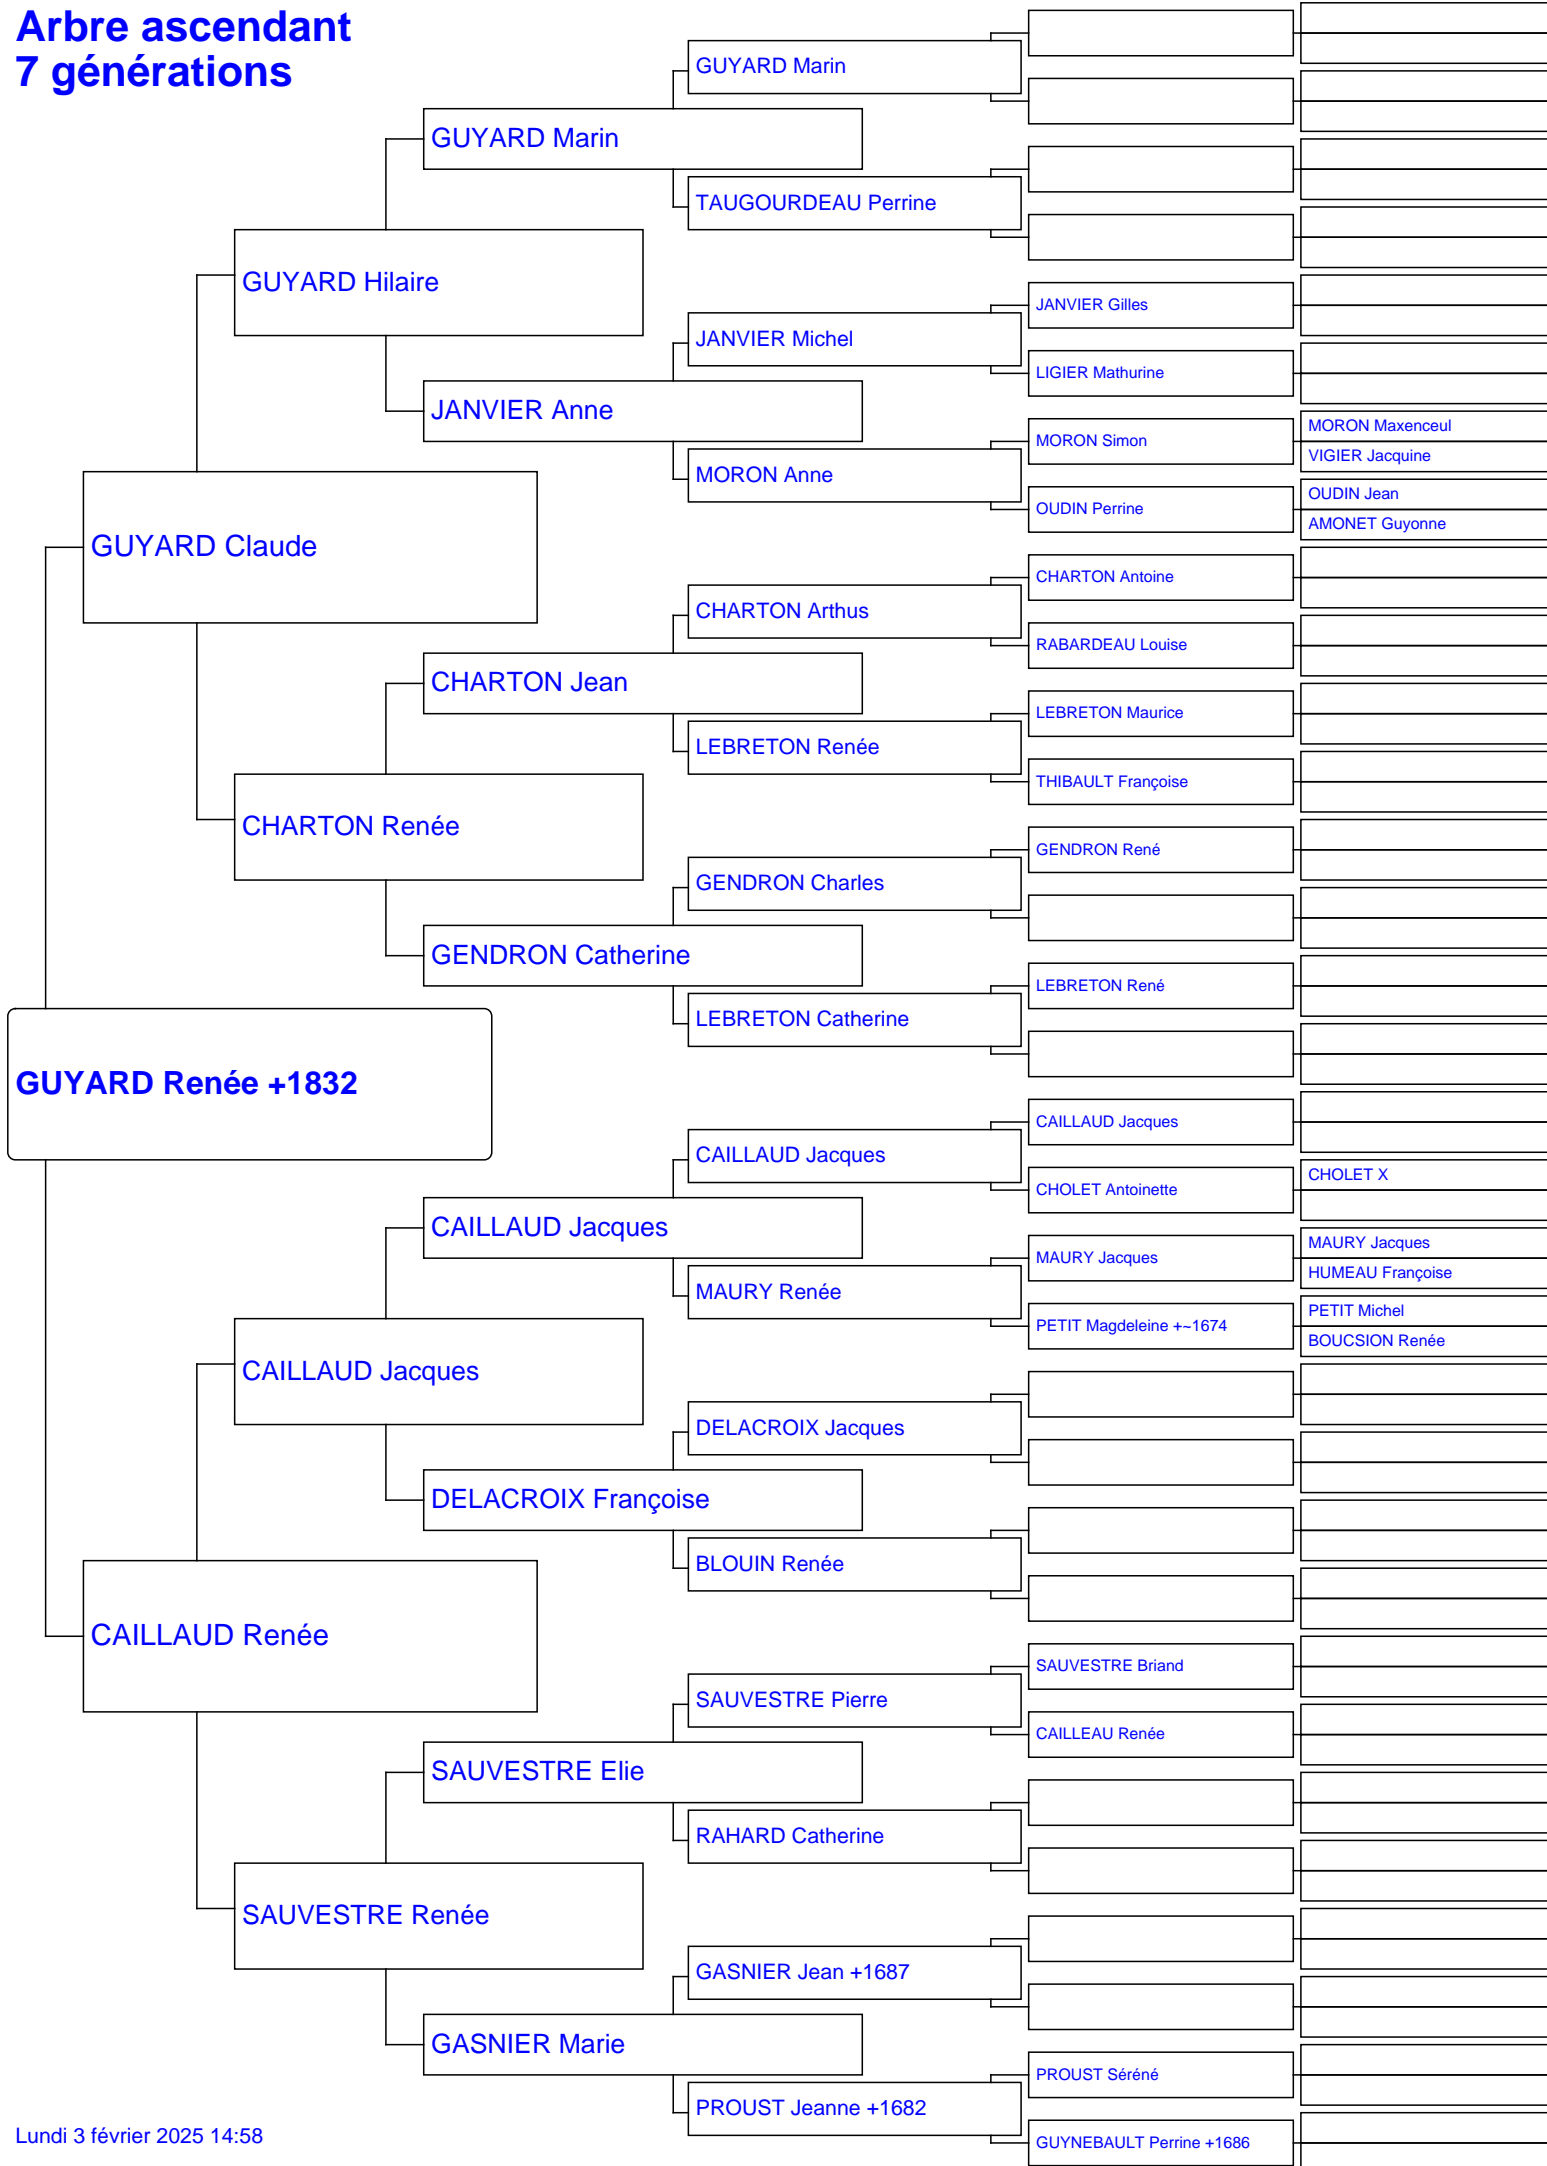 Arbre ascendant
7 générations
GUYARD Marin
GUYARD Marin
TAUGOURDEAU Perrine
GUYARD Hilaire
JANVIER Gilles
JANVIER Michel
LIGIER Mathurine
JANVIER Anne
MORON Maxenceul
MORON Simon
VIGIER Jacquine
MORON Anne
OUDIN Jean
OUDIN Perrine
AMONET Guyonne
GUYARD Claude
CHARTON Antoine
CHARTON Arthus
RABARDEAU Louise
CHARTON Jean
LEBRETON Maurice
LEBRETON Renée
THIBAULT Françoise
CHARTON Renée
GENDRON René
GENDRON Charles
GENDRON Catherine
LEBRETON René
LEBRETON Catherine
GUYARD Renée +1832
CAILLAUD Jacques
CAILLAUD Jacques
CHOLET X
CHOLET Antoinette
CAILLAUD Jacques
MAURY Jacques
MAURY Jacques
HUMEAU Françoise
MAURY Renée
PETIT Michel
PETIT Magdeleine +~1674
BOUCSION Renée
CAILLAUD Jacques
DELACROIX Jacques
DELACROIX Françoise
BLOUIN Renée
CAILLAUD Renée
SAUVESTRE Briand
SAUVESTRE Pierre
CAILLEAU Renée
SAUVESTRE Elie
RAHARD Catherine
SAUVESTRE Renée
GASNIER Jean +1687
GASNIER Marie
PROUST Séréné
PROUST Jeanne +1682
GUYNEBAULT Perrine +1686
Lundi 3 février 2025 14:58